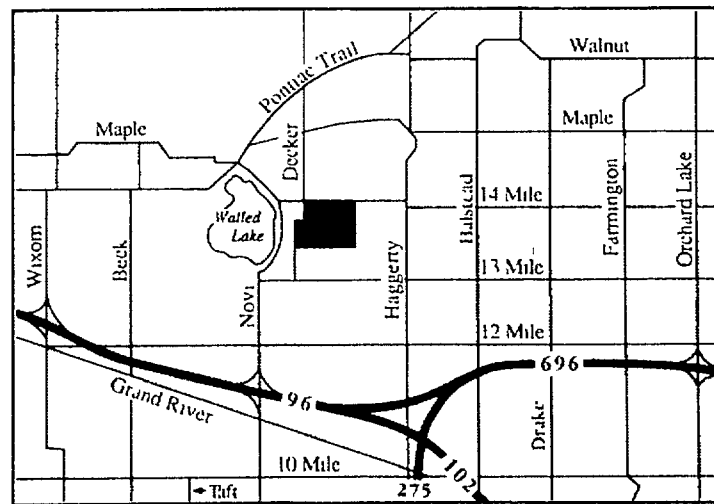 Walnut
Pontiac Trail
Maple
Maple
Decker
14 Mile
Walled
Lake
Halstead
Farmington
Orchard Lake
Wixom
Beck
Novi
Haggerty
13 Mile
12 Mile
696
96
Grand River
Drake
10 Mile
102
Taft
275